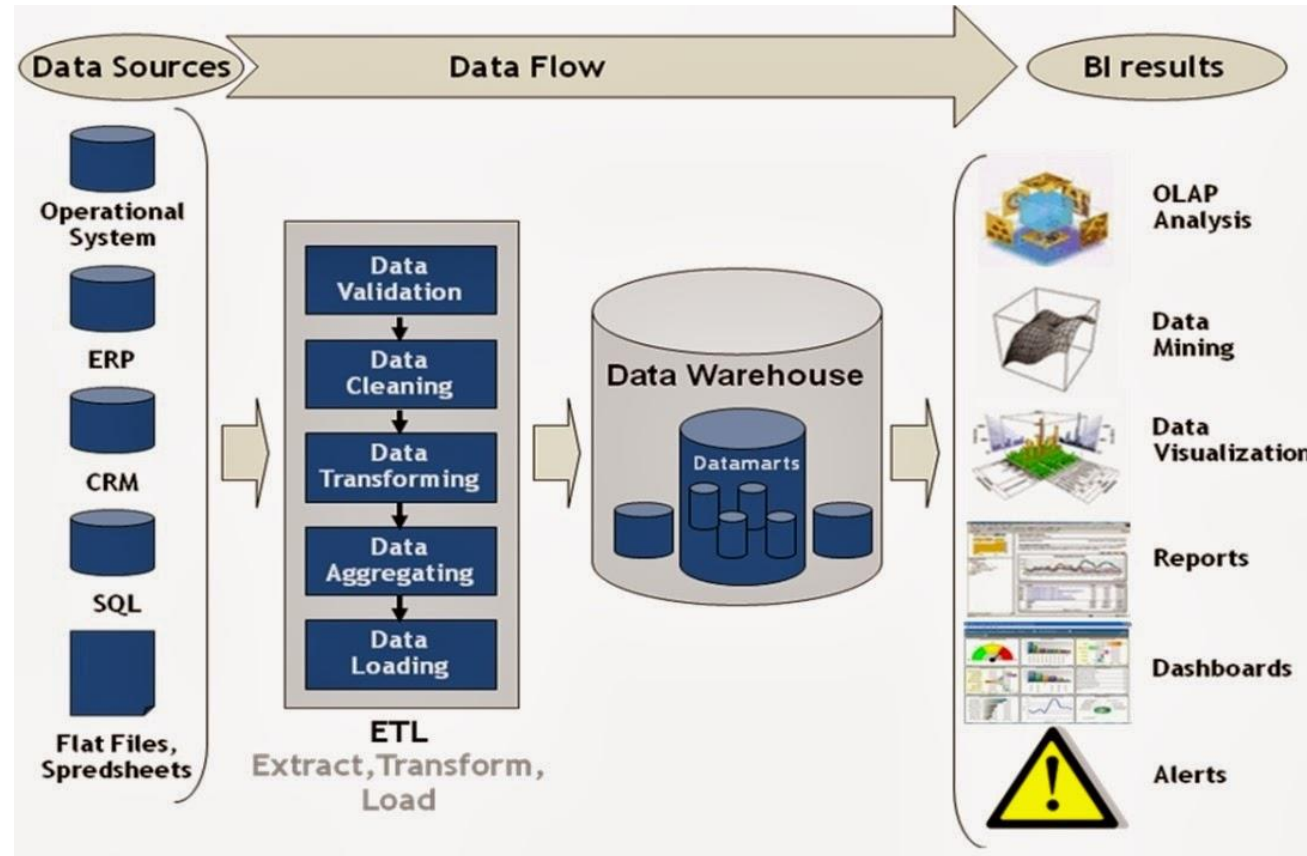 Data Sources
Data Flow
BI results
Operational
System
ERP
CRM
SQL
Flat Files,
Spredsheets
Data
Validation
Data
Cleaning
Data
Transforming
Data
Aggregating
Data
Loading
ETL
Extract,Transform,
Load
Data Warehouse
Datamarts
OLAP
Analysis
Data
Mining
Data
Visualization
Reports
Dashboards
Alerts